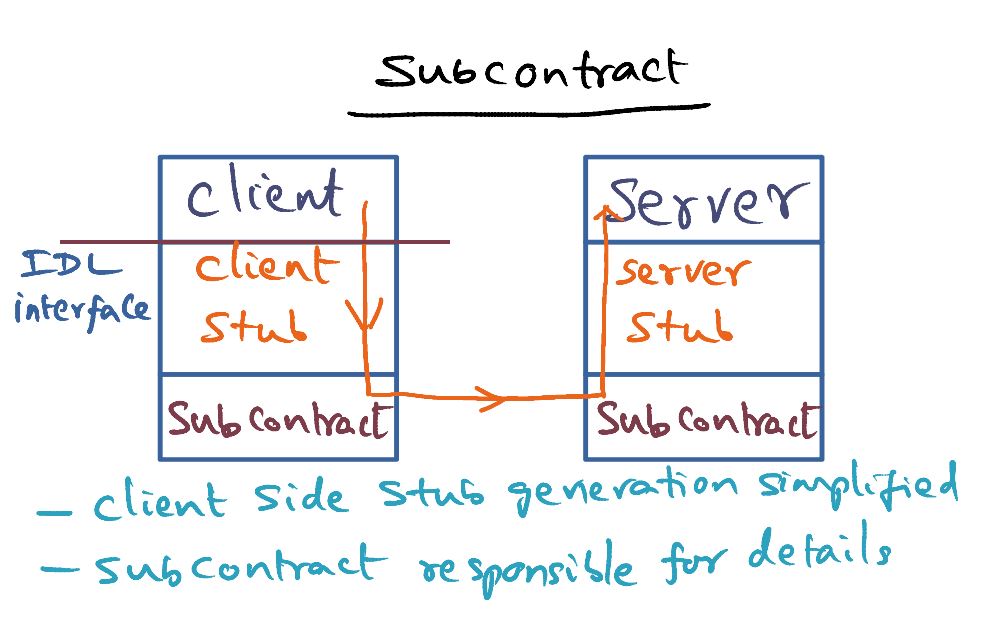 Subcontract
client
server
IDL
interface
client
stub
server
stub
Subcontract
Subcontract
– client side stub generation simplified
– subcontract responsible for details